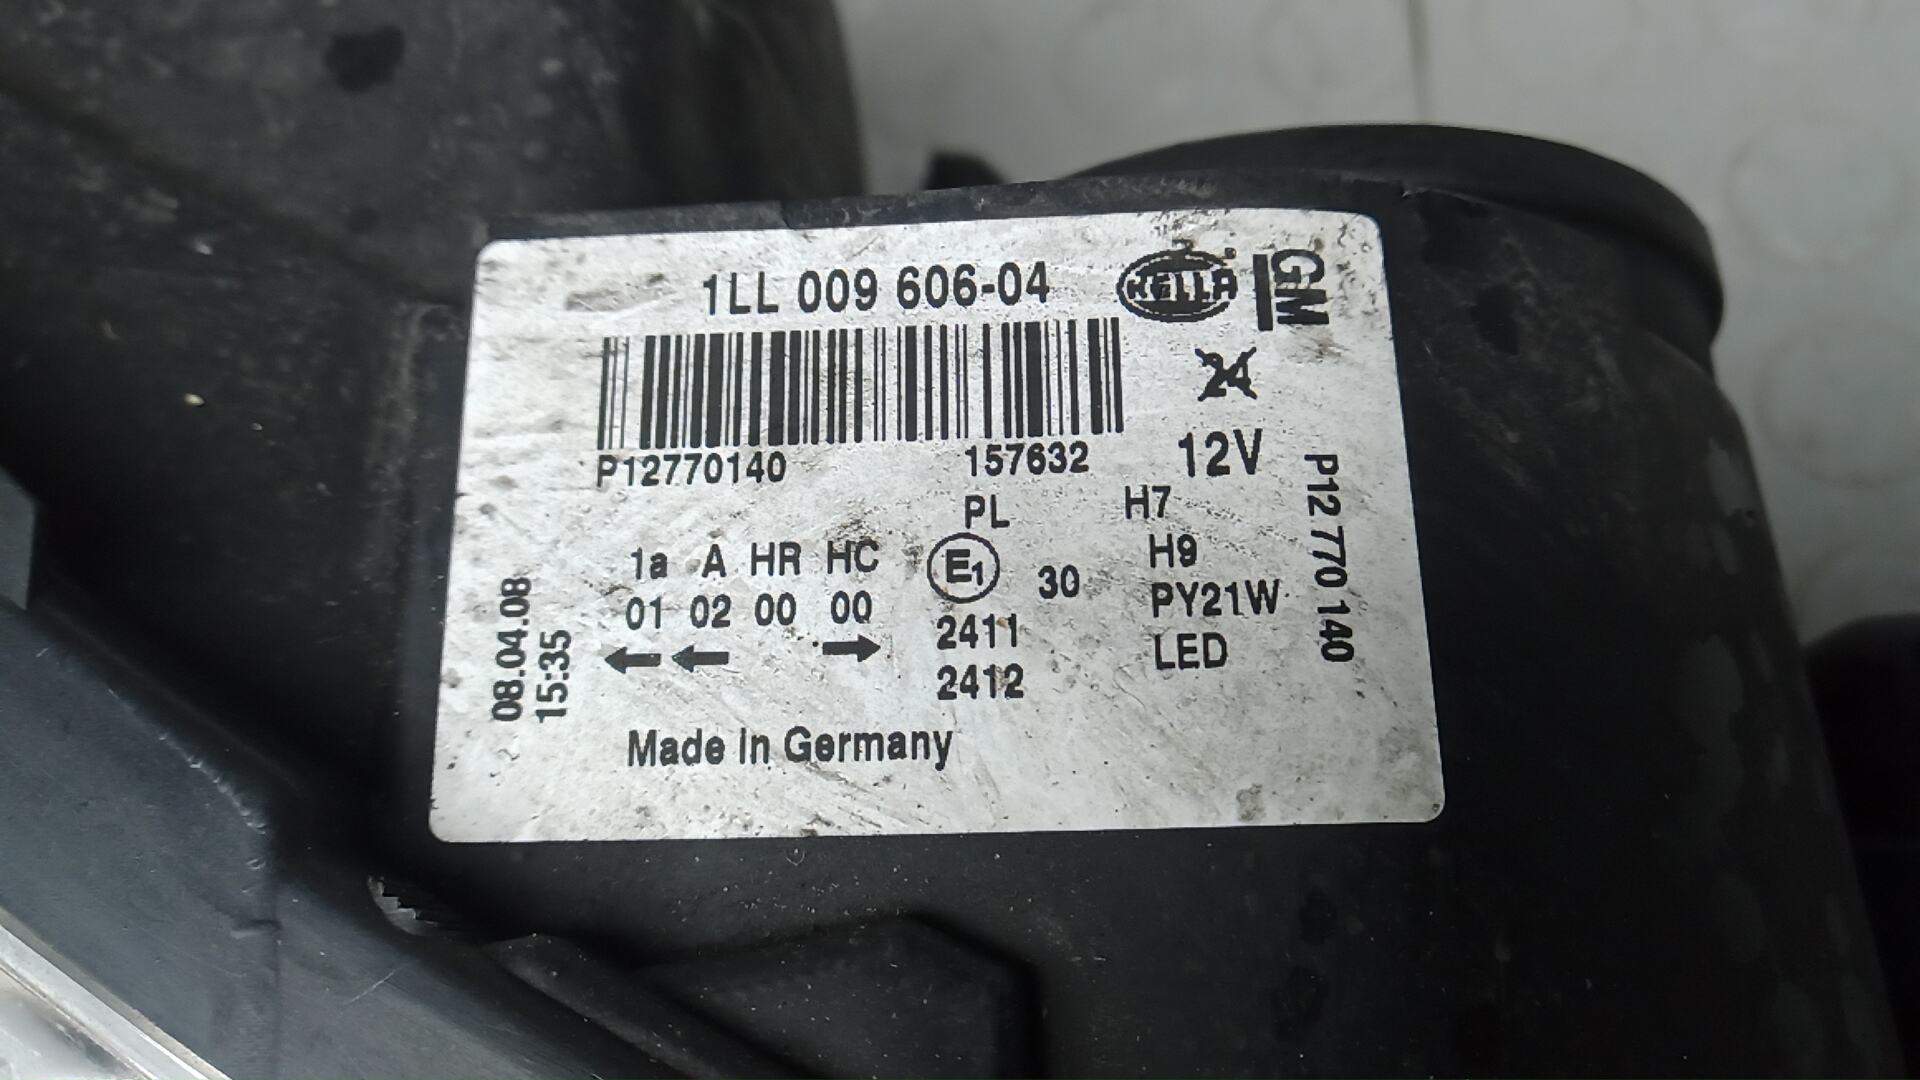 1LL 009 606-04
HELLA
GM
24
P12770140 157632 12V
PL H7
1a A HR HC E1 30 H9
01 02 00 00 2411 PY21W
2412 LED
Made In Germany
08.04.08
15:35
P12 770 140